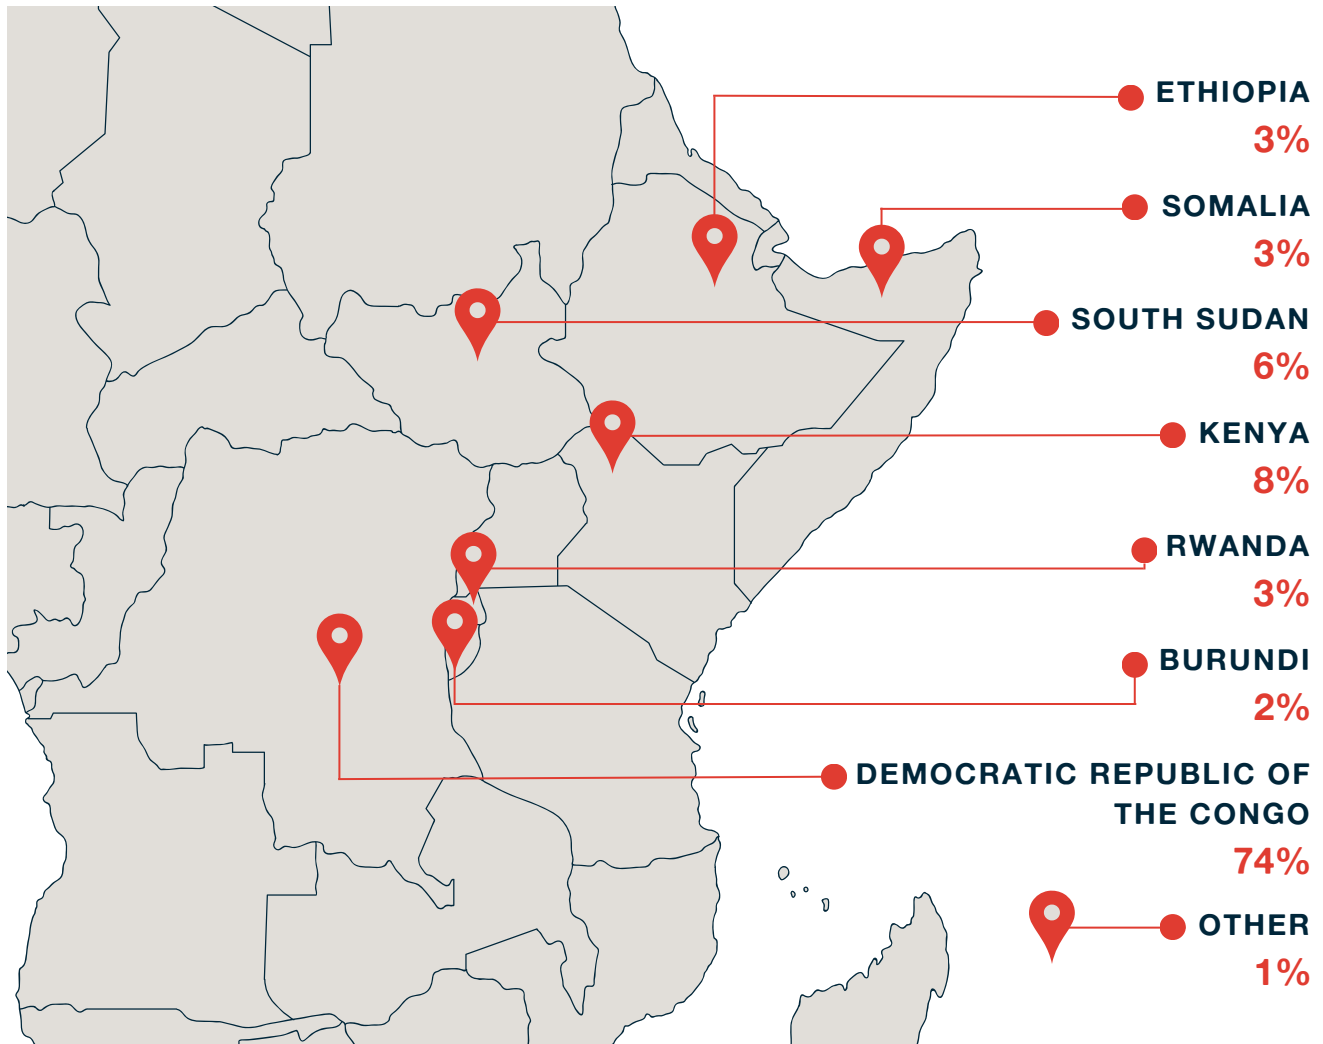 ETHIOPIA
3%
SOMALIA
3%
SOUTH SUDAN
6%
KENYA
8%
RWANDA
3%
BURUNDI
2%
DEMOCRATIC REPUBLIC OF
THE CONGO
74%
OTHER
1%